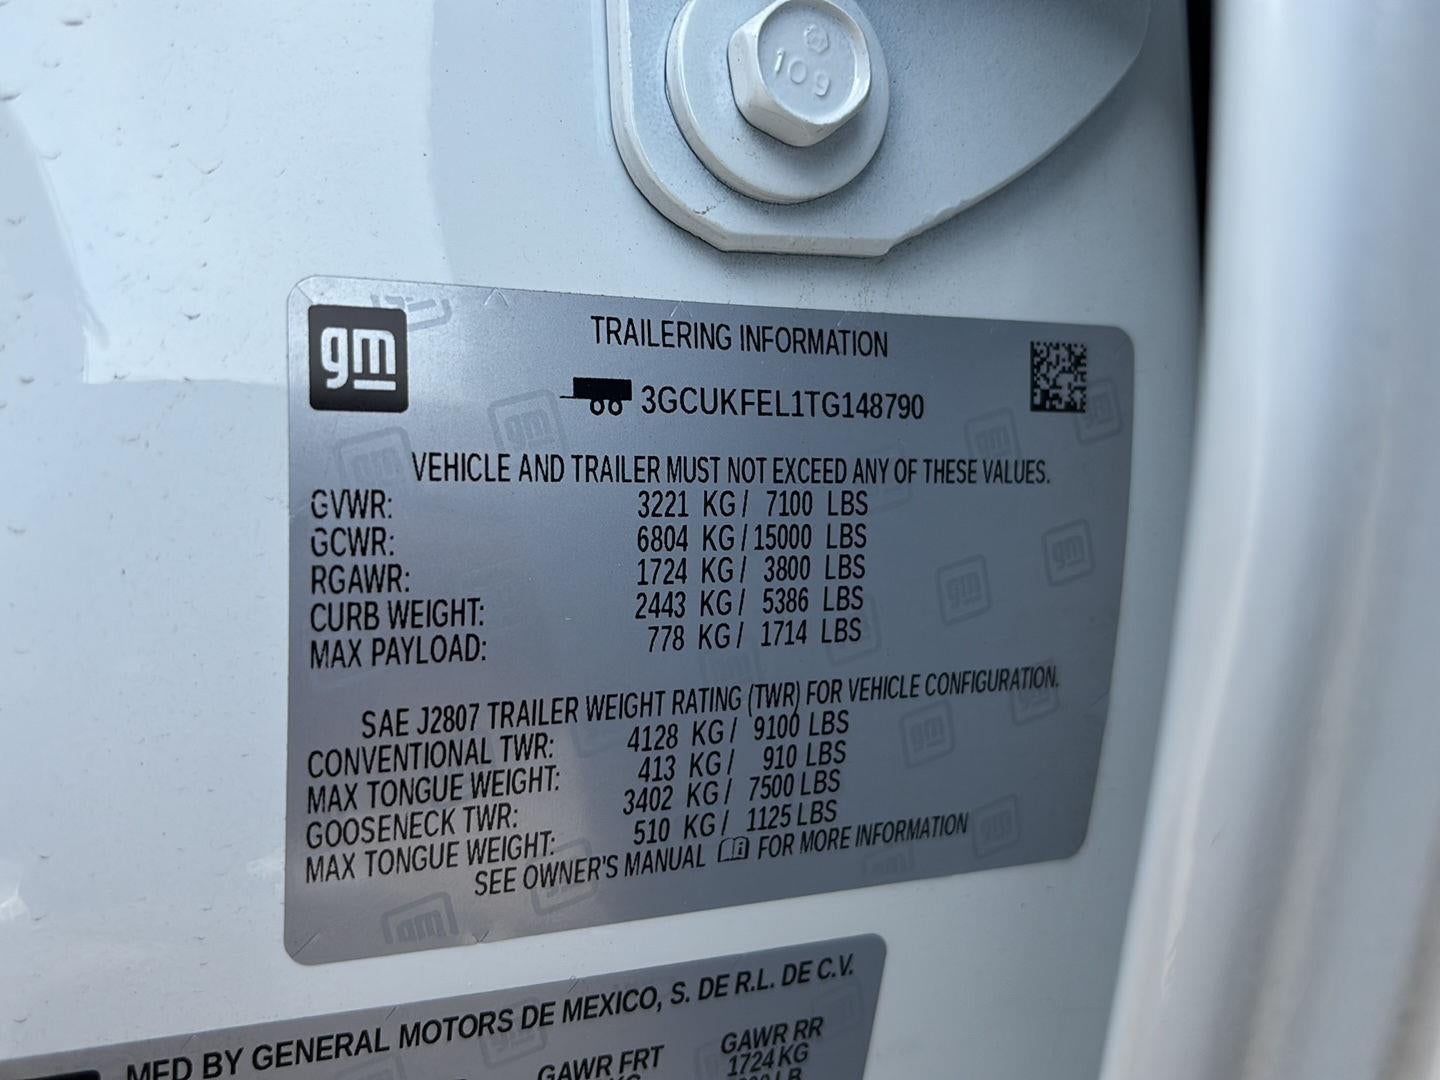 109
gm
TRAILERING INFORMATION
3GCUKFEL1TG148790
VEHICLE AND TRAILER MUST NOT EXCEED ANY OF THESE VALUES.
GVWR: 3221 KG/ 7100 LBS
GCWR: 6804 KG/15000 LBS
RGAWR: 1724 KG/ 3800 LBS
CURB WEIGHT: 2443 KG/ 5386 LBS
MAX PAYLOAD: 778 KG/ 1714 LBS
SAE J2807 TRAILER WEIGHT RATING (TWR) FOR VEHICLE CONFIGURATION.
CONVENTIONAL TWR: 4128 KG/ 9100 LBS
MAX TONGUE WEIGHT: 413 KG/ 910 LBS
GOOSENECK TWR: 3402 KG/ 7500 LBS
MAX TONGUE WEIGHT: 510 KG/ 1125 LBS
SEE OWNER'S MANUAL FOR MORE INFORMATION
MFD BY GENERAL MOTORS DE MEXICO, S. DE R.L. DE C.V.
GAWR FRT GAWR RR
KG 1724 KG